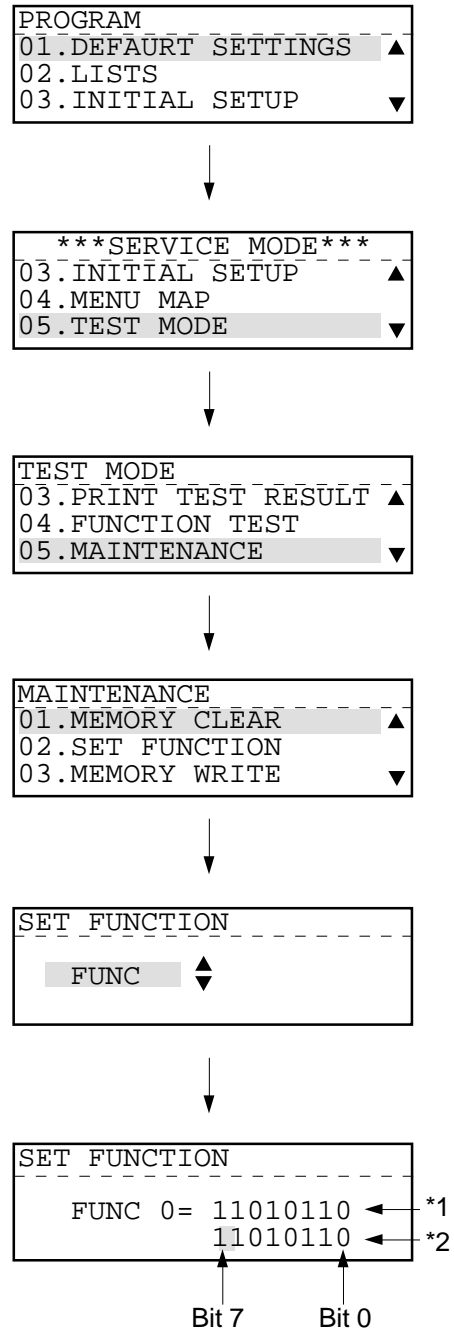 PROGRAM
01.DEFAURT SETTINGS ▲
02.LISTS
03.INITIAL SETUP ▼
***SERVICE MODE***
03.INITIAL SETUP ▲
04.MENU MAP
05.TEST MODE ▼
TEST MODE
03.PRINT TEST RESULT ▲
04.FUNCTION TEST
05.MAINTENANCE ▼
MAINTENANCE
01.MEMORY CLEAR ▲
02.SET FUNCTION
03.MEMORY WRITE ▼
SET FUNCTION
FUNC
SET FUNCTION
FUNC 0= 11010110 *1
11010110 *2
Bit 7 Bit 0